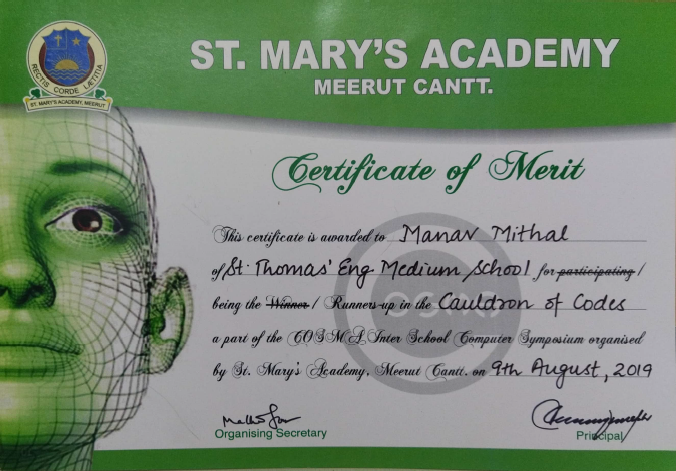 ST. MARY'S ACADEMY
MEERUT CANTT.
RECTIS CORDE LÆTITIA
ST. MARY'S ACADEMY, MEERUT
Certificate of Merit
This certificate is awarded to Manav Mithal
of St. Thomas' Eng. Medium School for participating /
being the Winner / Runners-up in the Cauldron of Codes
a part of the COSMA Inter School Computer Symposium organised
by St. Mary's Academy, Meerut Cantt. on 9th August, 2019
Organising Secretary
Principal